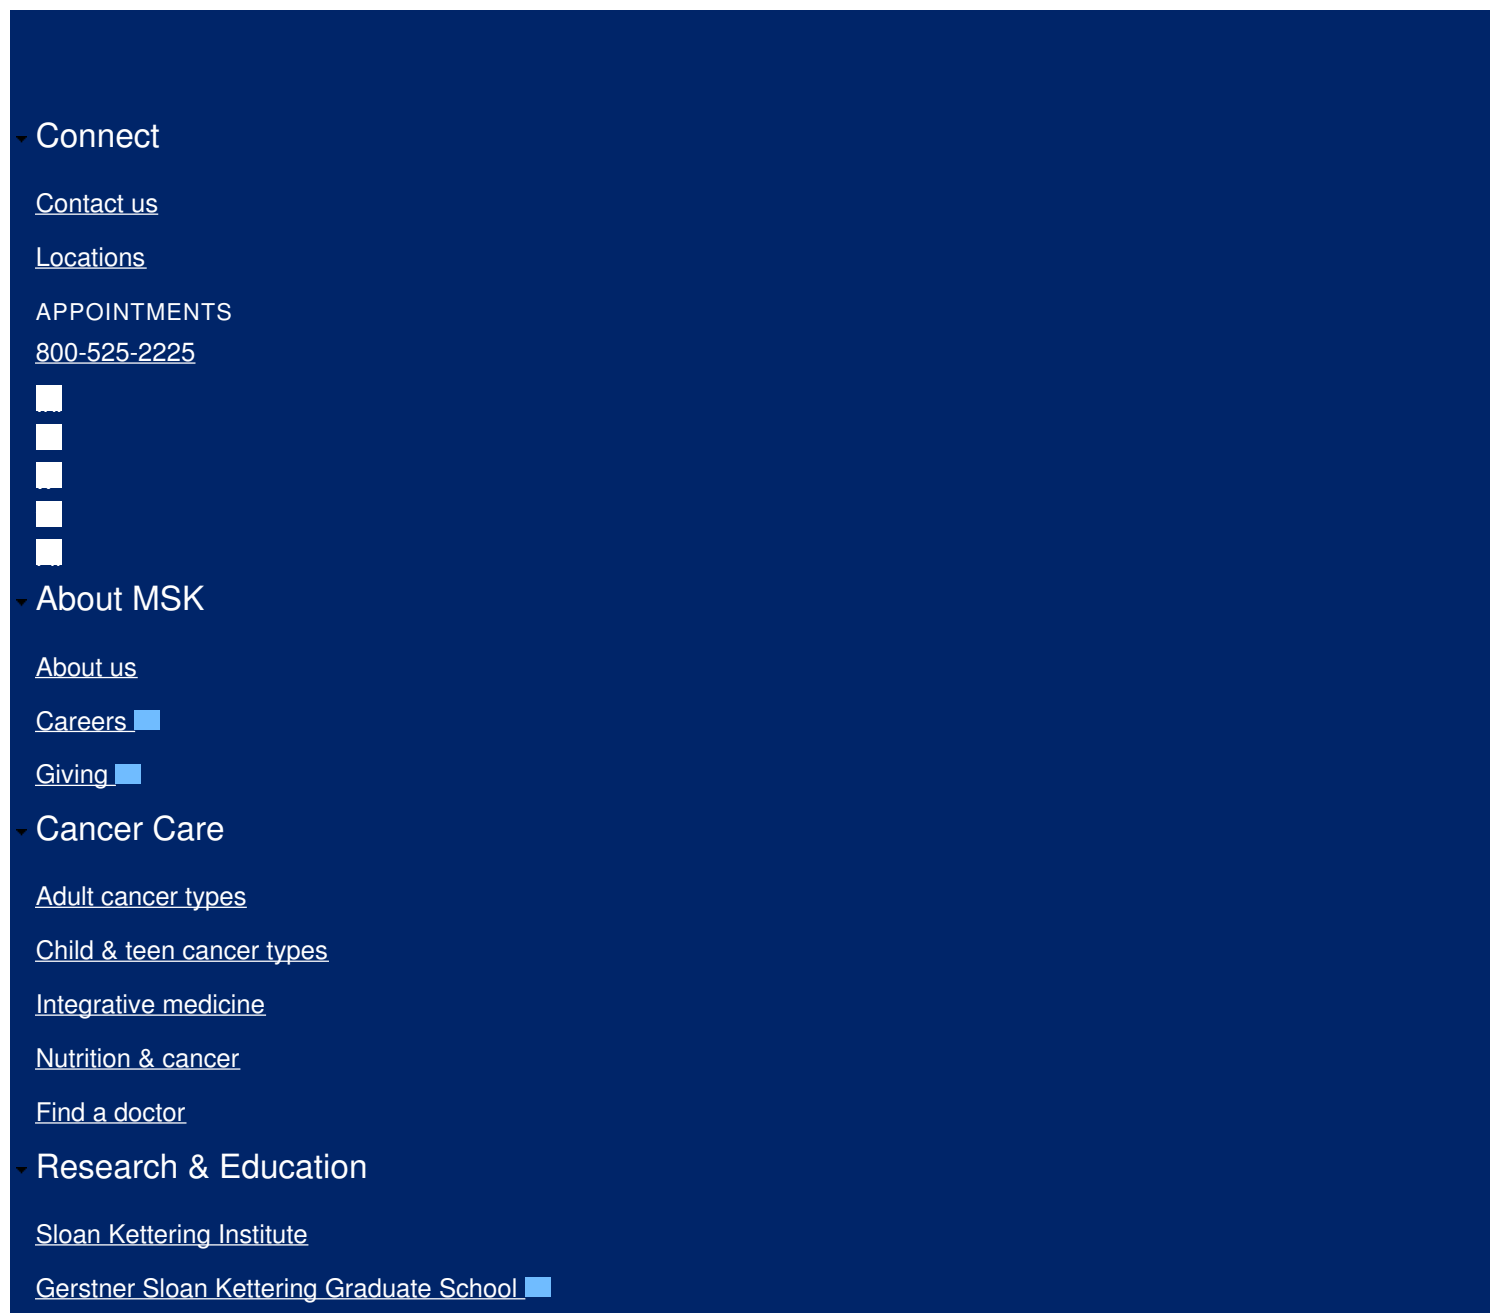 Connect
Contact us
Locations
APPOINTMENTS
800-525-2225
About MSK
About us
Careers
Giving
Cancer Care
Adult cancer types
Child & teen cancer types
Integrative medicine
Nutrition & cancer
Find a doctor
Research & Education
Sloan Kettering Institute
Gerstner Sloan Kettering Graduate School